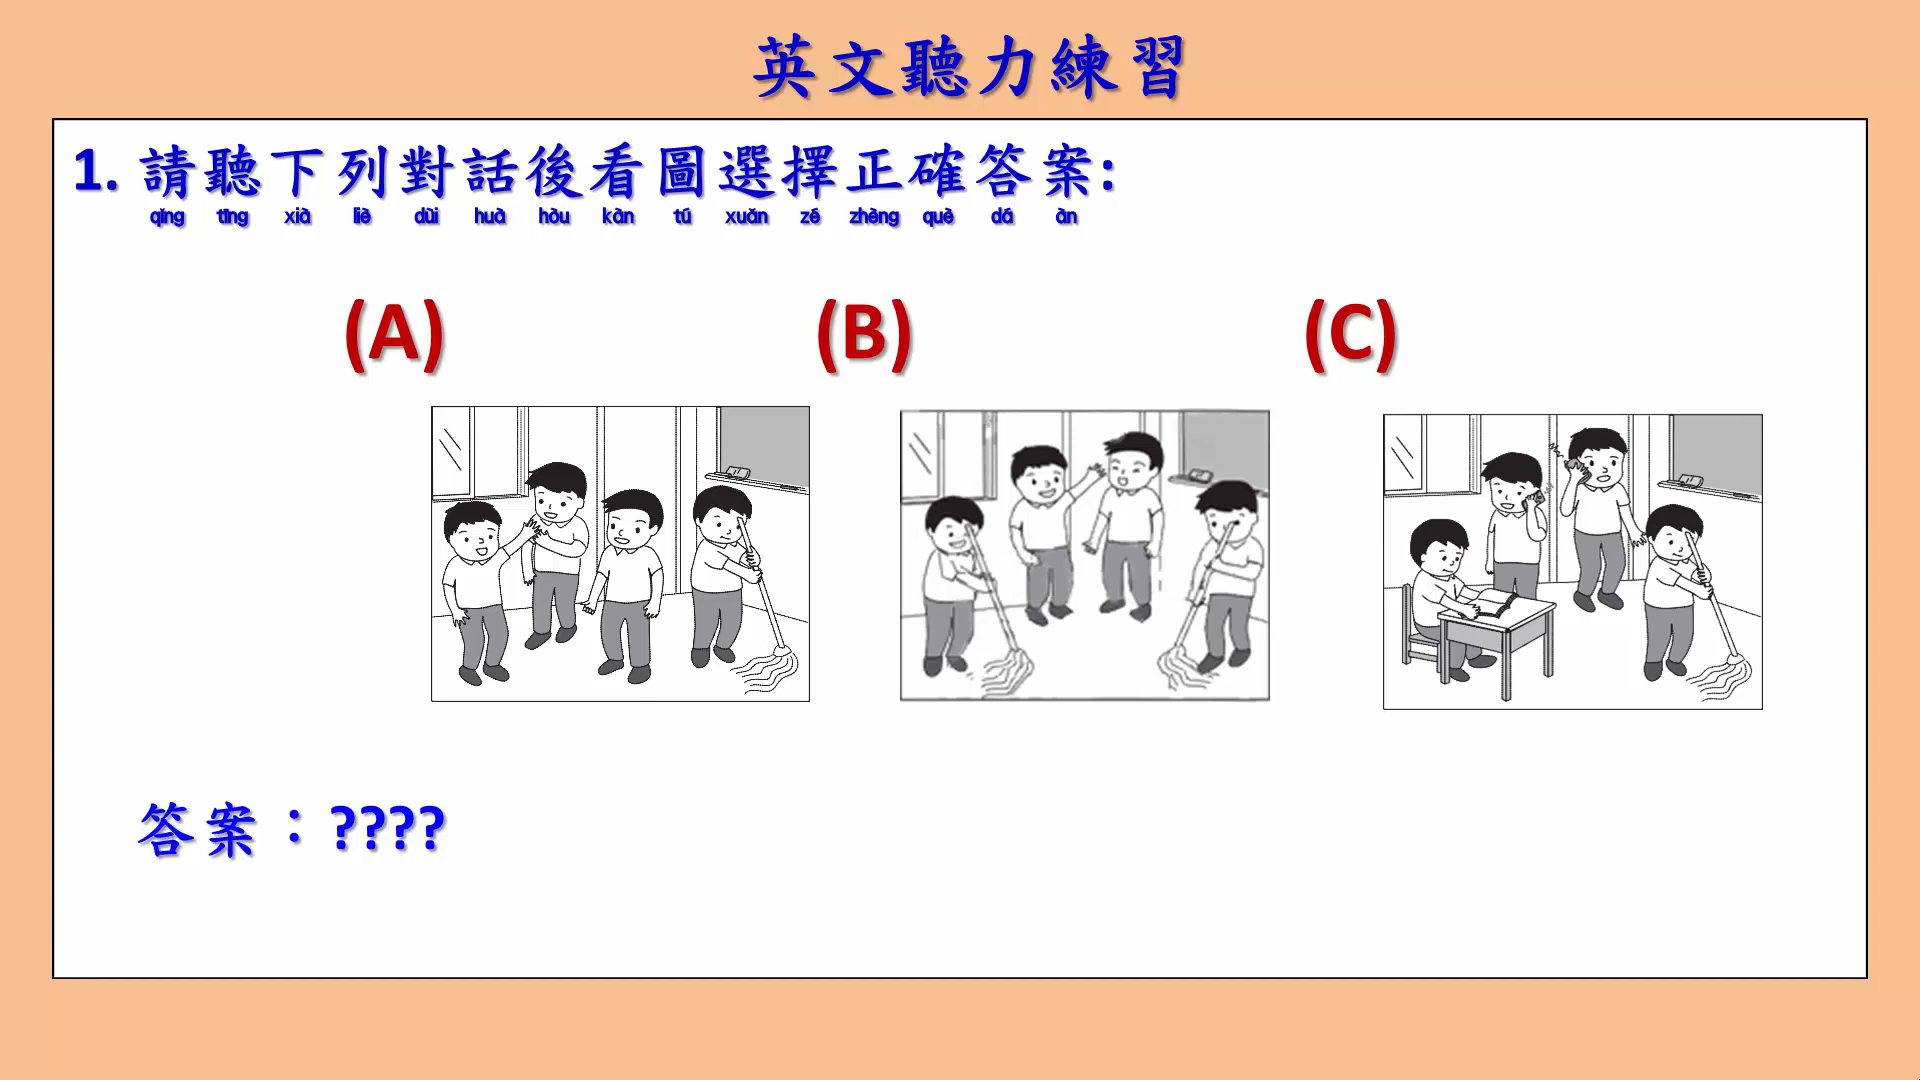 英文聽力練習
1. 請聽下列對話後看圖選擇正確答案:
qǐng tīng xià liè duì huà hòu kàn tú xuǎn zé zhèng què dá àn
(A) (B) (C)
答案：????